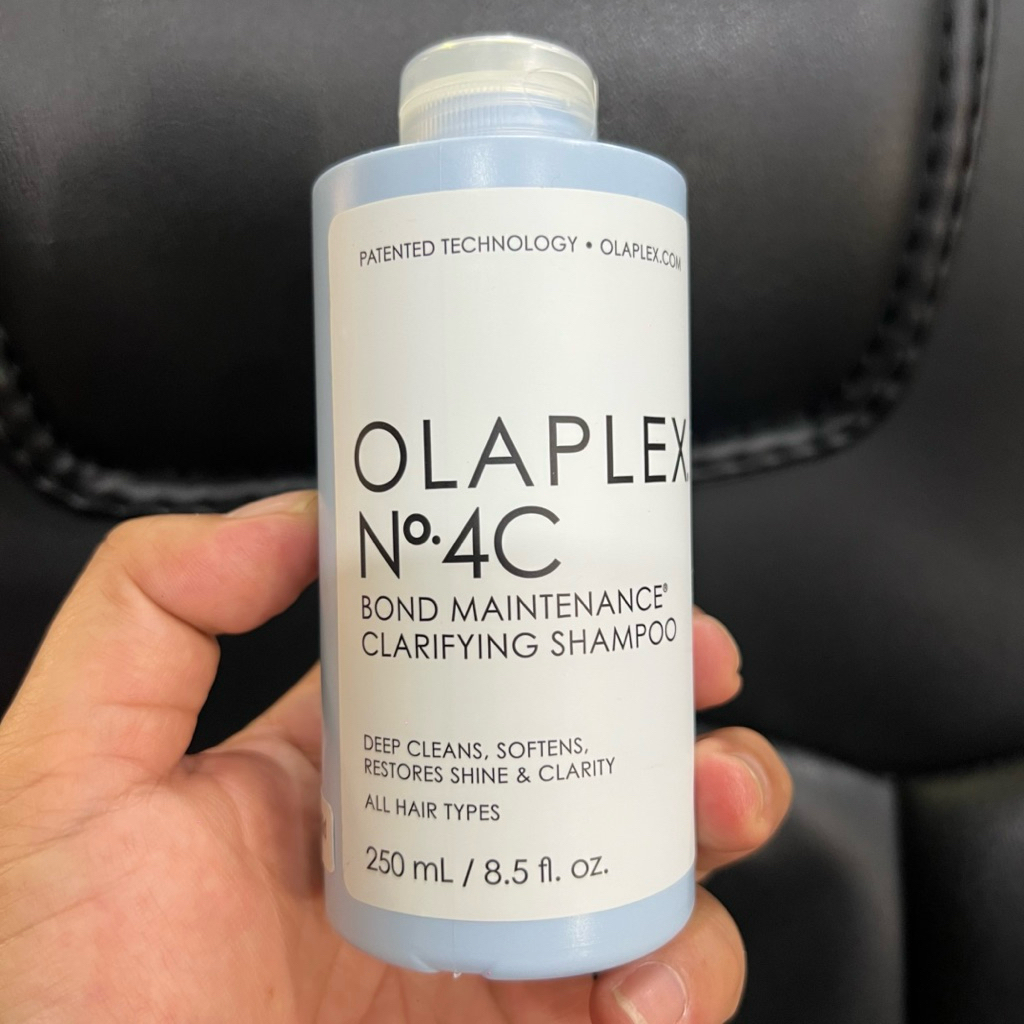 PATENTED TECHNOLOGY • OLAPLEX.COM
OLAPLEX
Nº.4C
BOND MAINTENANCE®
CLARIFYING SHAMPOO
DEEP CLEANS, SOFTENS,
RESTORES SHINE & CLARITY
ALL HAIR TYPES
250 mL / 8.5 fl. oz.